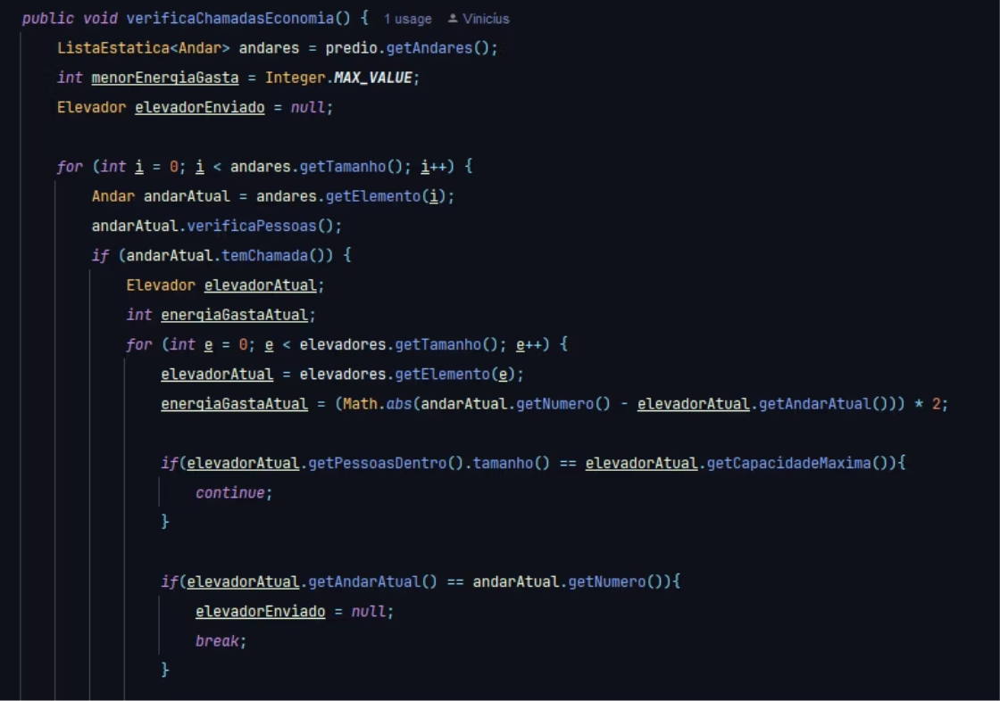 public void verificaChamadasEconomia() { 1 usage Vinicius
ListaEstatica<Andar> andares = predio.getAndares();
int menorEnergiaGasta = Integer.MAX_VALUE;
Elevador elevadorEnviado = null;
for (int i = 0; i < andares.getTamanho(); i++) {
Andar andarAtual = andares.getElemento(i);
andarAtual.verificaPessoas();
if (andarAtual.temChamada()) {
Elevador elevadorAtual;
int energiaGastaAtual;
for (int e = 0; e < elevadores.getTamanho(); e++) {
elevadorAtual = elevadores.getElemento(e);
energiaGastaAtual = (Math.abs(andarAtual.getNumero() - elevadorAtual.getAndarAtual())) * 2;
if(elevadorAtual.getPessoasDentro().tamanho() == elevadorAtual.getCapacidadeMaxima()){
continue;
}
if(elevadorAtual.getAndarAtual() == andarAtual.getNumero()){
elevadorEnviado = null;
break;
}